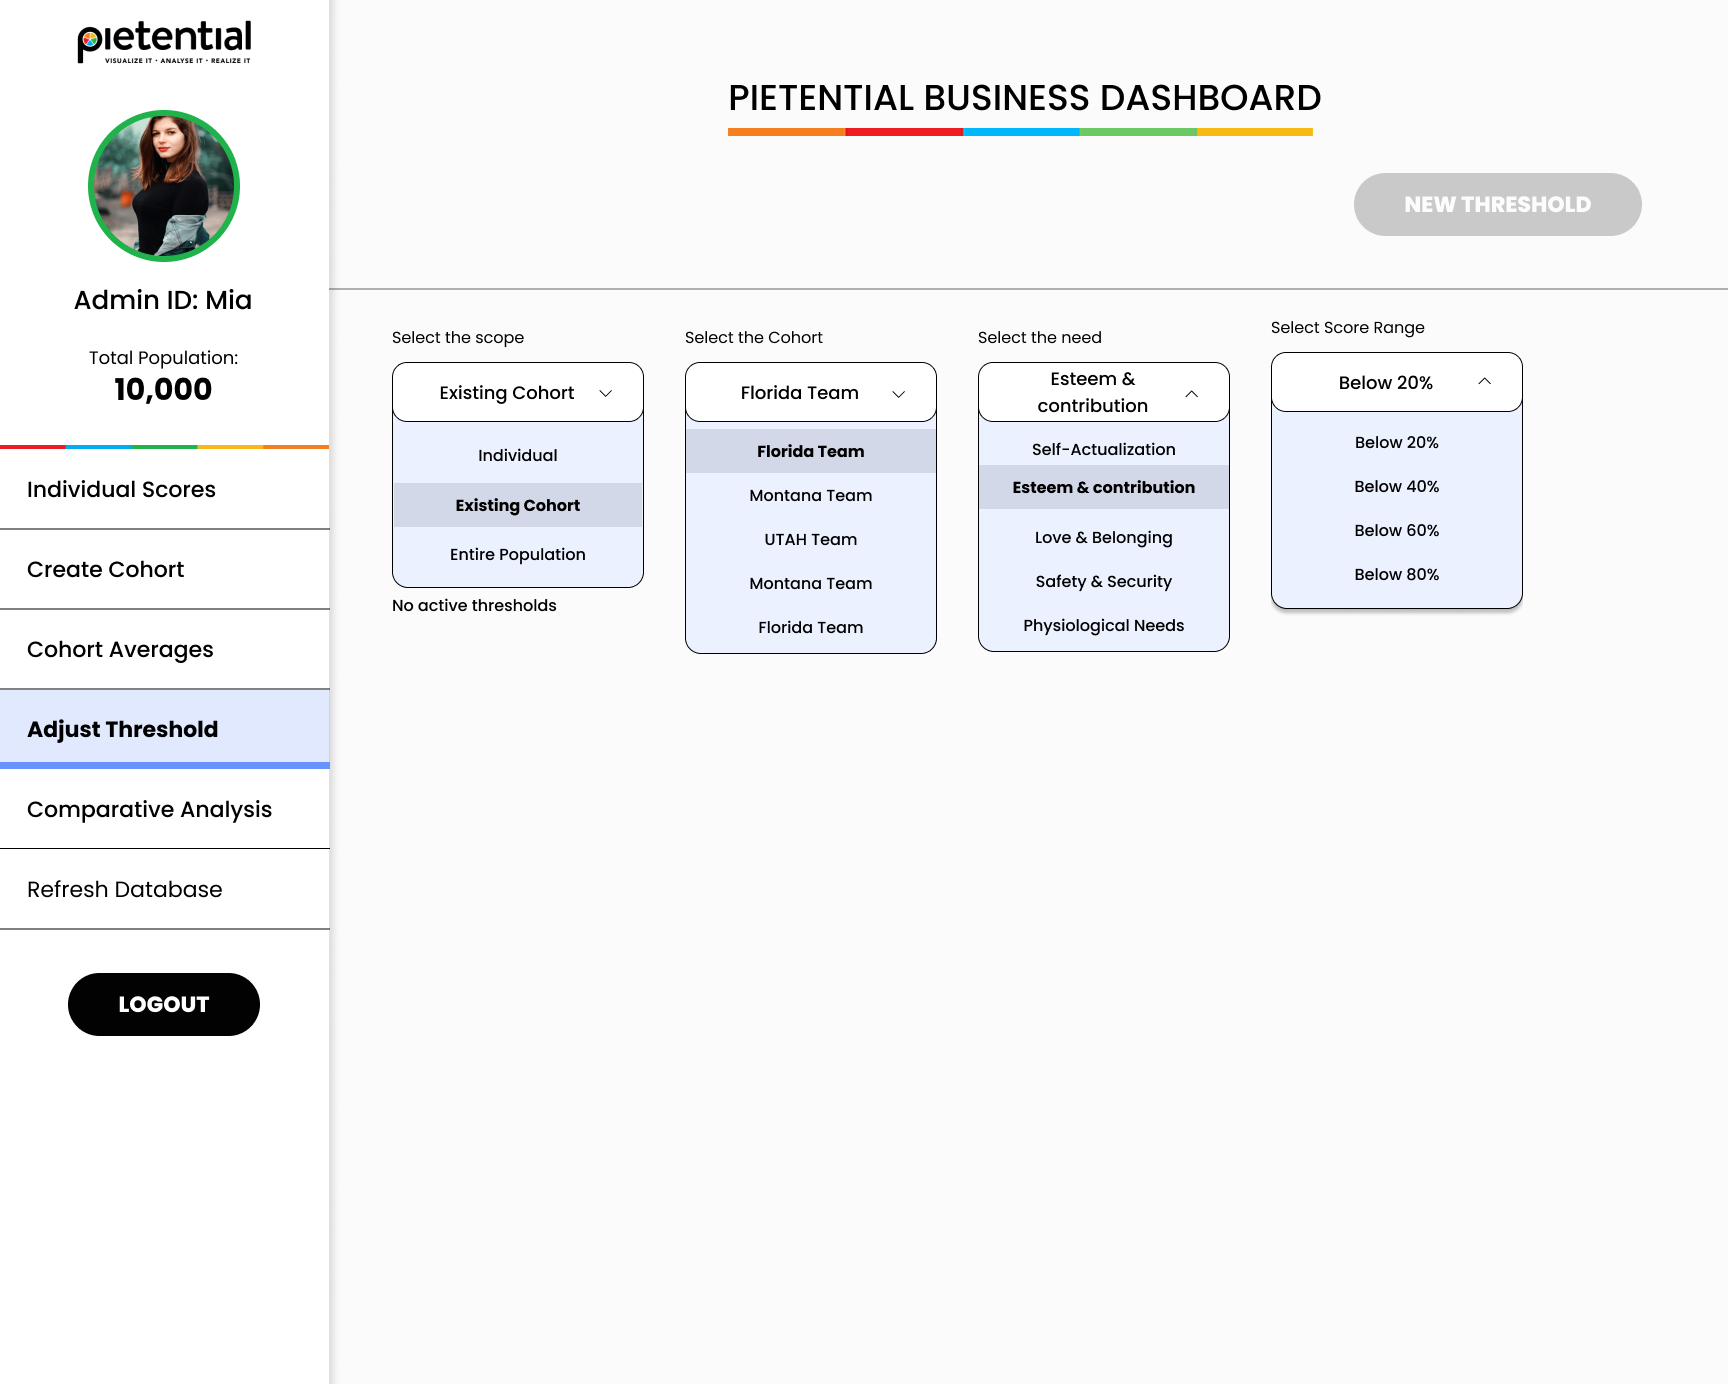 pietential
VISUALIZE IT • ANALYSE IT • REALIZE IT
Admin ID: Mia
Total Population:
10,000
Individual Scores
Create Cohort
Cohort Averages
Adjust Threshold
Comparative Analysis
Refresh Database
LOGOUT
PIETENTIAL BUSINESS DASHBOARD
NEW THRESHOLD
Select the scope
Existing Cohort
Individual
Existing Cohort
Entire Population
No active thresholds
Select the Cohort
Florida Team
Florida Team
Montana Team
UTAH Team
Montana Team
Florida Team
Select the need
Esteem &
contribution
Self-Actualization
Esteem & contribution
Love & Belonging
Safety & Security
Physiological Needs
Select Score Range
Below 20%
Below 20%
Below 40%
Below 60%
Below 80%